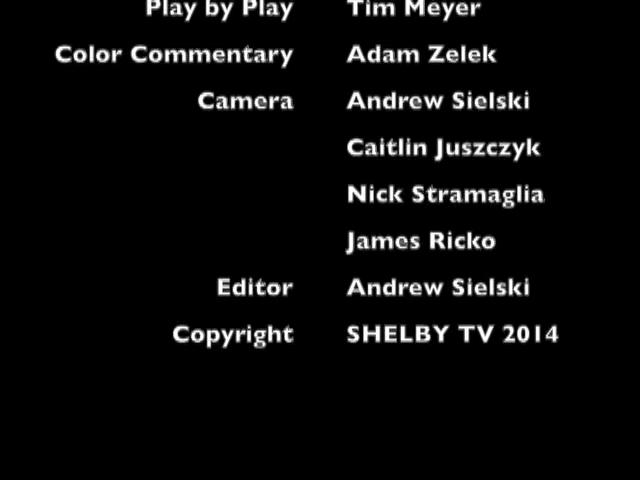 Play by Play Tim Meyer
Color Commentary Adam Zelek
Camera Andrew Sielski
Caitlin Juszczyk
Nick Stramaglia
James Ricko
Editor Andrew Sielski
Copyright SHELBY TV 2014